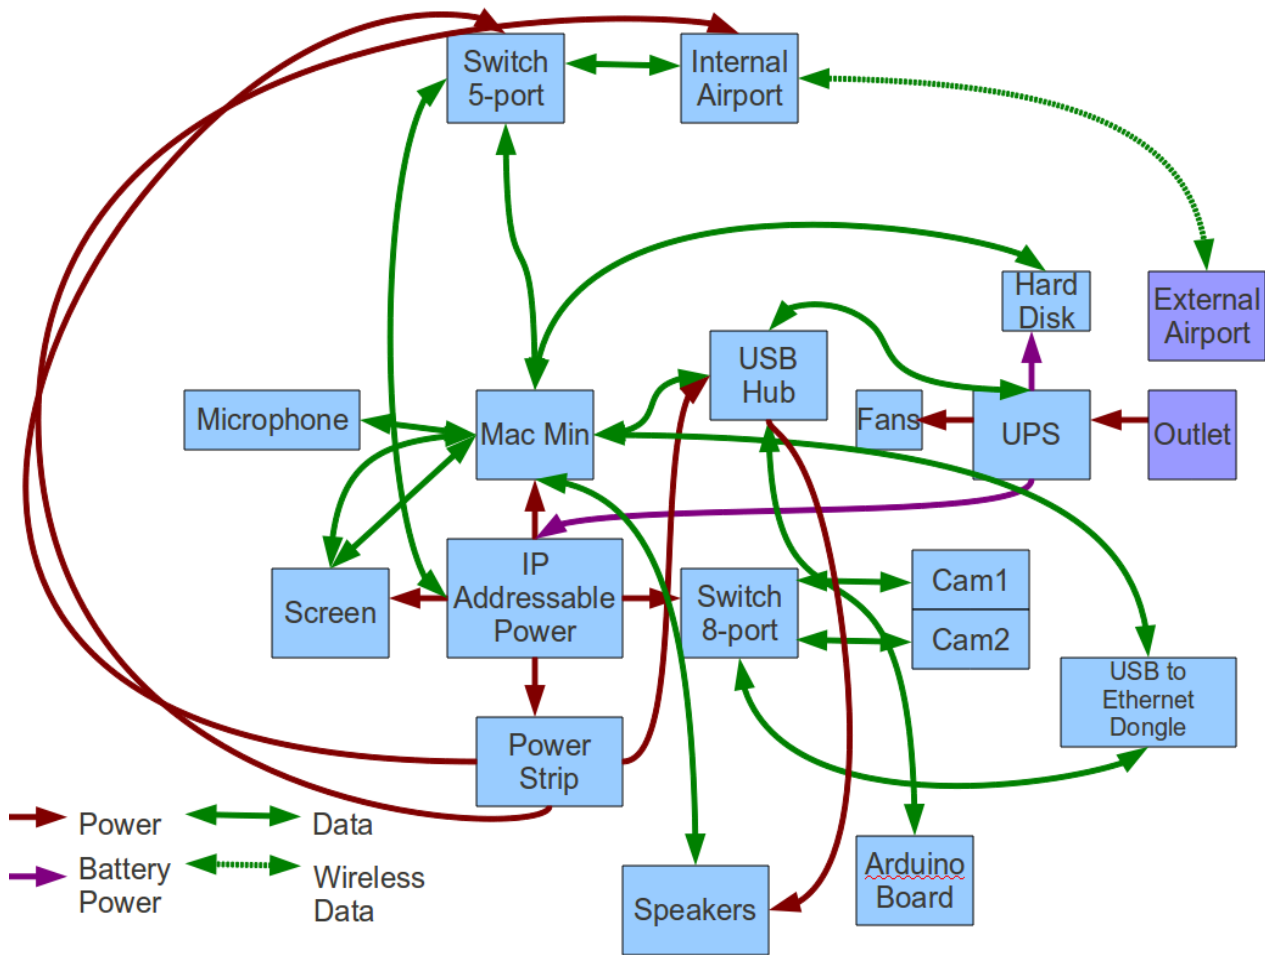 Switch
5-port
Internal
Airport
Hard
Disk
External
Airport
USB
Hub
Microphone
Mac Min
Fans
UPS
Outlet
IP
Addressable
Power
Screen
Switch
8-port
Cam1
Cam2
USB to
Ethernet
Dongle
Power
Strip
Power
Data
Battery
Power
Wireless
Data
Speakers
Arduino
Board